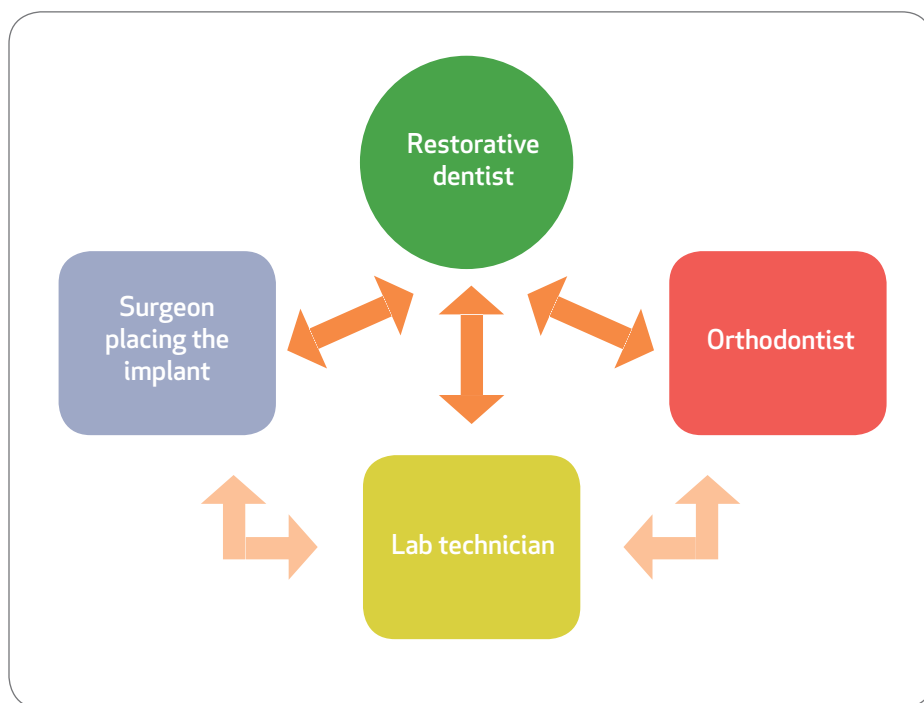 Restorative
dentist
Surgeon
placing the
implant
Orthodontist
Lab technician